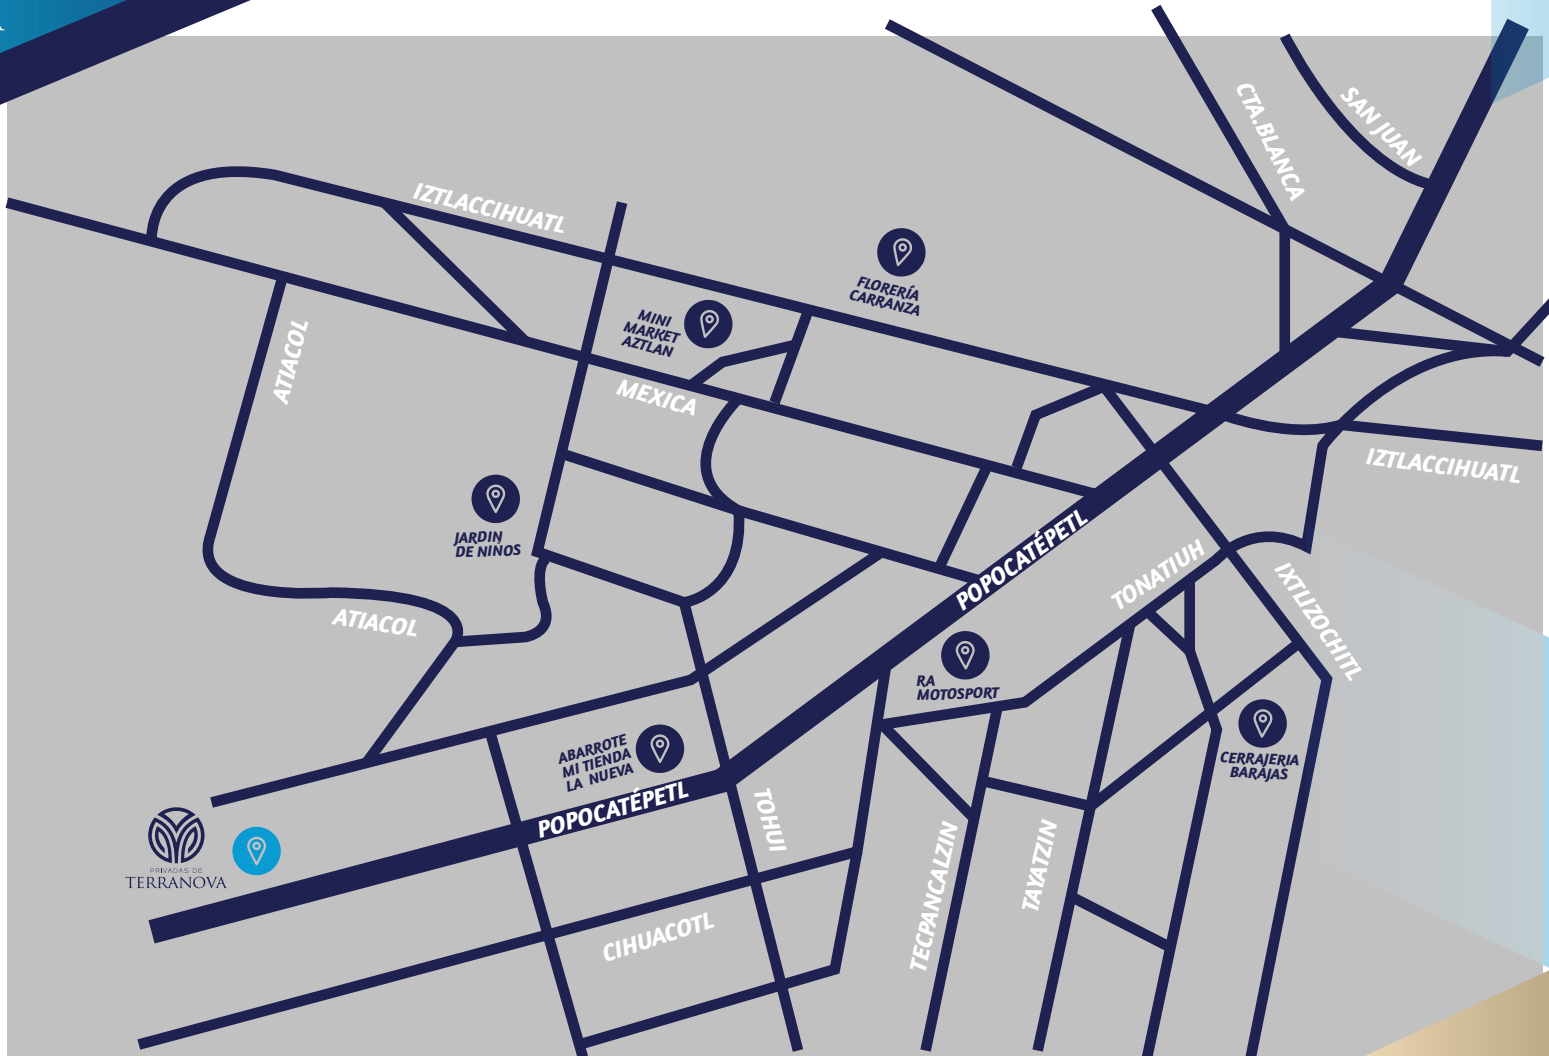 CTA.BLANCA
SAN JUAN
IZTLACCIHUATL
FLORERÍA
CARRANZA
MINI
MARKET
AZTLAN
ATIACOL
MEXICA
IZTLACCIHUATL
JARDIN
DE NIÑOS
POPOCATÉPETL
TONATIUH
IXTLIZOCHITL
ATIACOL
RA
MOTOSPORT
ABARROTE
MI TIENDA
LA NUEVA
CERRAJERIA
BARAJAS
POPOCATÉPETL
TOHUI
PRIVADAS DE
TERRANOVA
TECPANCALZIN
TAYATZIN
CIHUACOTL